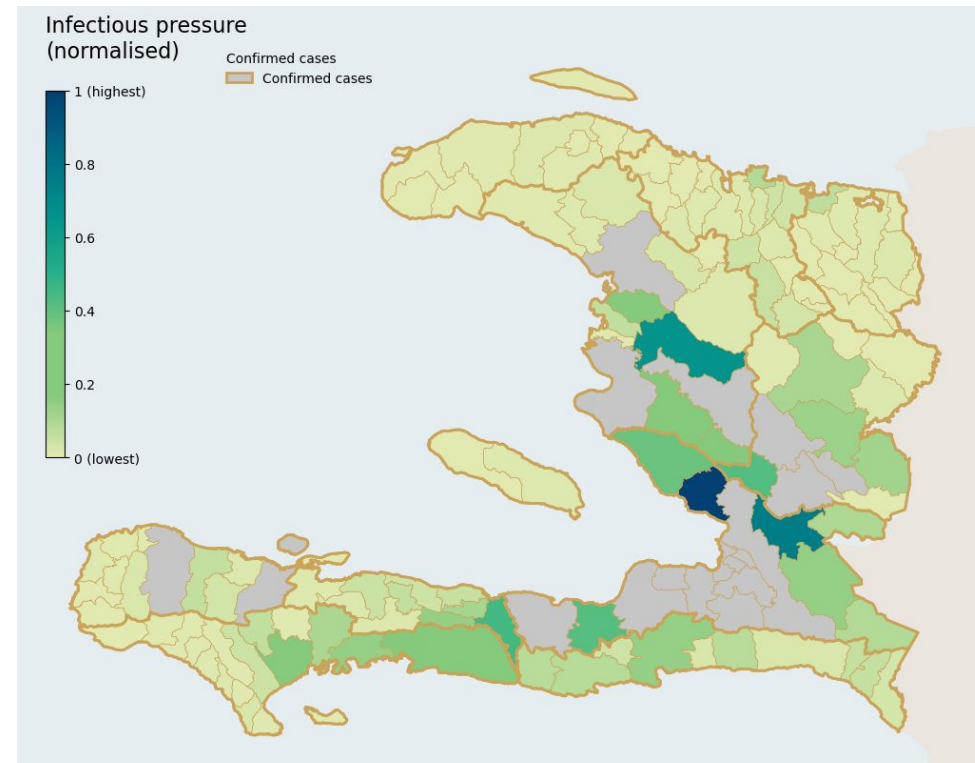 Infectious pressure
(normalised)
Confirmed cases
Confirmed cases
1 (highest)
0.8
0.6
0.4
0.2
0 (lowest)